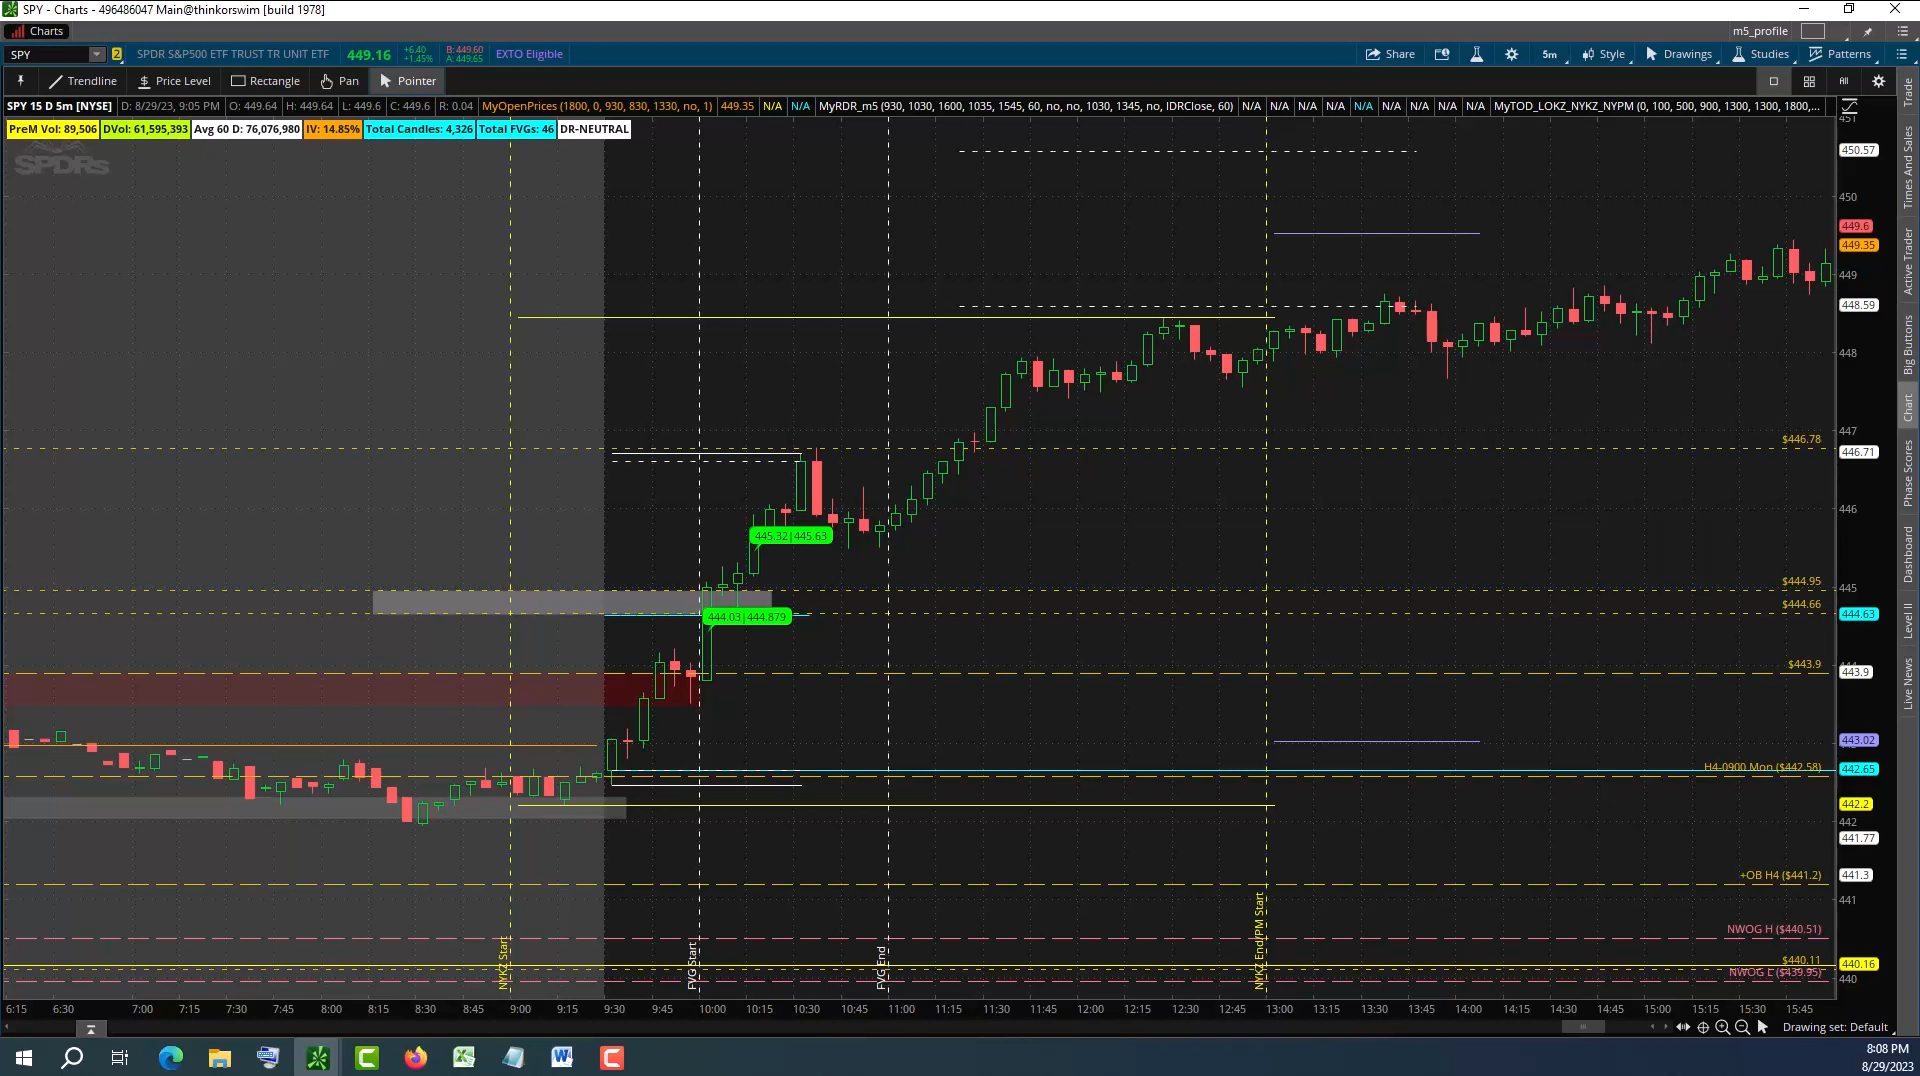 SPY - Charts - 496486047 Main@thinkorswim [build 1978]
Charts
m5_profile
SPY
2
SPDR S&P500 ETF TRUST TR UNIT ETF
449.16
+6.40
+1.45%
B: 449.60
A: 449.65
EXTO Eligible
Share
5m
Style
Drawings
Studies
Patterns
Trendline
Price Level
Rectangle
Pan
Pointer
All
SPY 15 D 5m [NYSE]
D: 8/29/23, 9:05 PM
O: 449.64
H: 449.64
L: 449.6
C: 449.6
R: 0.04
MyOpenPrices (1800, 0, 930, 830, 1330, no, 1)
449.35
N/A
N/A
MyRDR_m5 (930, 1030, 1600, 1035, 1545, 60, no, no, 1030, 1345, no, IDRClose, 60)
N/A
N/A
N/A
N/A
N/A
N/A
N/A
N/A
N/A
MyTOD_LOKZ_NYKZ_NYPM (0, 100, 500, 900, 1300, 1300, 1800,...
PreM Vol: 89,506
DVol: 61,595,393
Avg 60 D: 76,076,980
IV: 14.85%
Total Candles: 4,326
Total FVGs: 46
DR-NEUTRAL
SPDRs
451
450.57
450
449.6
449.35
449
448.59
448
447
$446.78
446.71
446
445.32|445.63
445
$444.95
$444.66
444.63
444.03|444.879
$443.9
443.9
443.02
H4-0900 Mon ($442.58)
442.65
442.2
442
441.77
+OB H4 ($441.2)
441.3
441
NWOG H ($440.51)
$440.11
440.16
NWOG L ($439.95)
440
NYKZ Start
FVG Start
FVG End
NYKZ End/PM Start
6:15
6:30
7:00
7:15
7:30
7:45
8:00
8:15
8:30
8:45
9:00
9:15
9:30
9:45
10:00
10:15
10:30
10:45
11:00
11:15
11:30
11:45
12:00
12:15
12:30
12:45
13:00
13:15
13:30
13:45
14:00
14:15
14:30
14:45
15:00
15:15
15:30
15:45
Drawing set: Default
Trade
Times And Sales
Active Trader
Big Buttons
Chart
Phase Scores
Dashboard
Level II
Live News
8:08 PM
8/29/2023